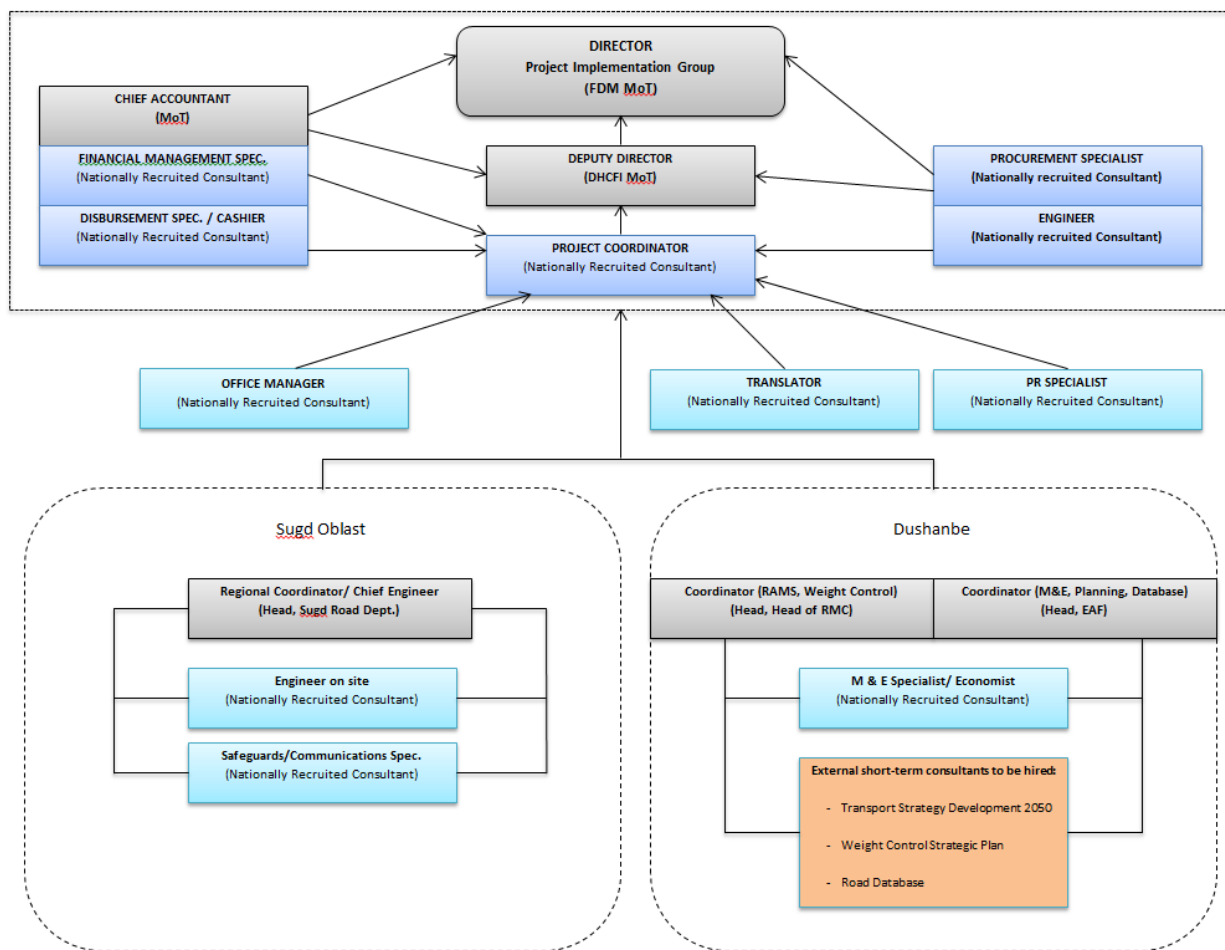 DIRECTOR
Project Implementation Group
(FDM MoT)
CHIEF ACCOUNTANT
(MoT)
FINANCIAL MANAGEMENT SPEC.
(Nationally Recruited Consultant)
DISBURSEMENT SPEC. / CASHIER
(Nationally Recruited Consultant)
DEPUTY DIRECTOR
(DHCFI MoT)
PROJECT COORDINATOR
(Nationally Recruited Consultant)
PROCUREMENT SPECIALIST
(Nationally recruited Consultant)
ENGINEER
(Nationally recruited Consultant)
OFFICE MANAGER
(Nationally Recruited Consultant)
TRANSLATOR
(Nationally Recruited Consultant)
PR SPECIALIST
(Nationally Recruited Consultant)
Sugd Oblast
Regional Coordinator/ Chief Engineer
(Head, Sugd Road Dept.)
Engineer on site
(Nationally Recruited Consultant)
Safeguards/Communications Spec.
(Nationally Recruited Consultant)
Dushanbe
Coordinator (RAMS, Weight Control)
(Head, Head of RMC)
Coordinator (M&E, Planning, Database)
(Head, EAF)
M & E Specialist/ Economist
(Nationally Recruited Consultant)
External short-term consultants to be hired:
- Transport Strategy Development 2050
- Weight Control Strategic Plan
- Road Database